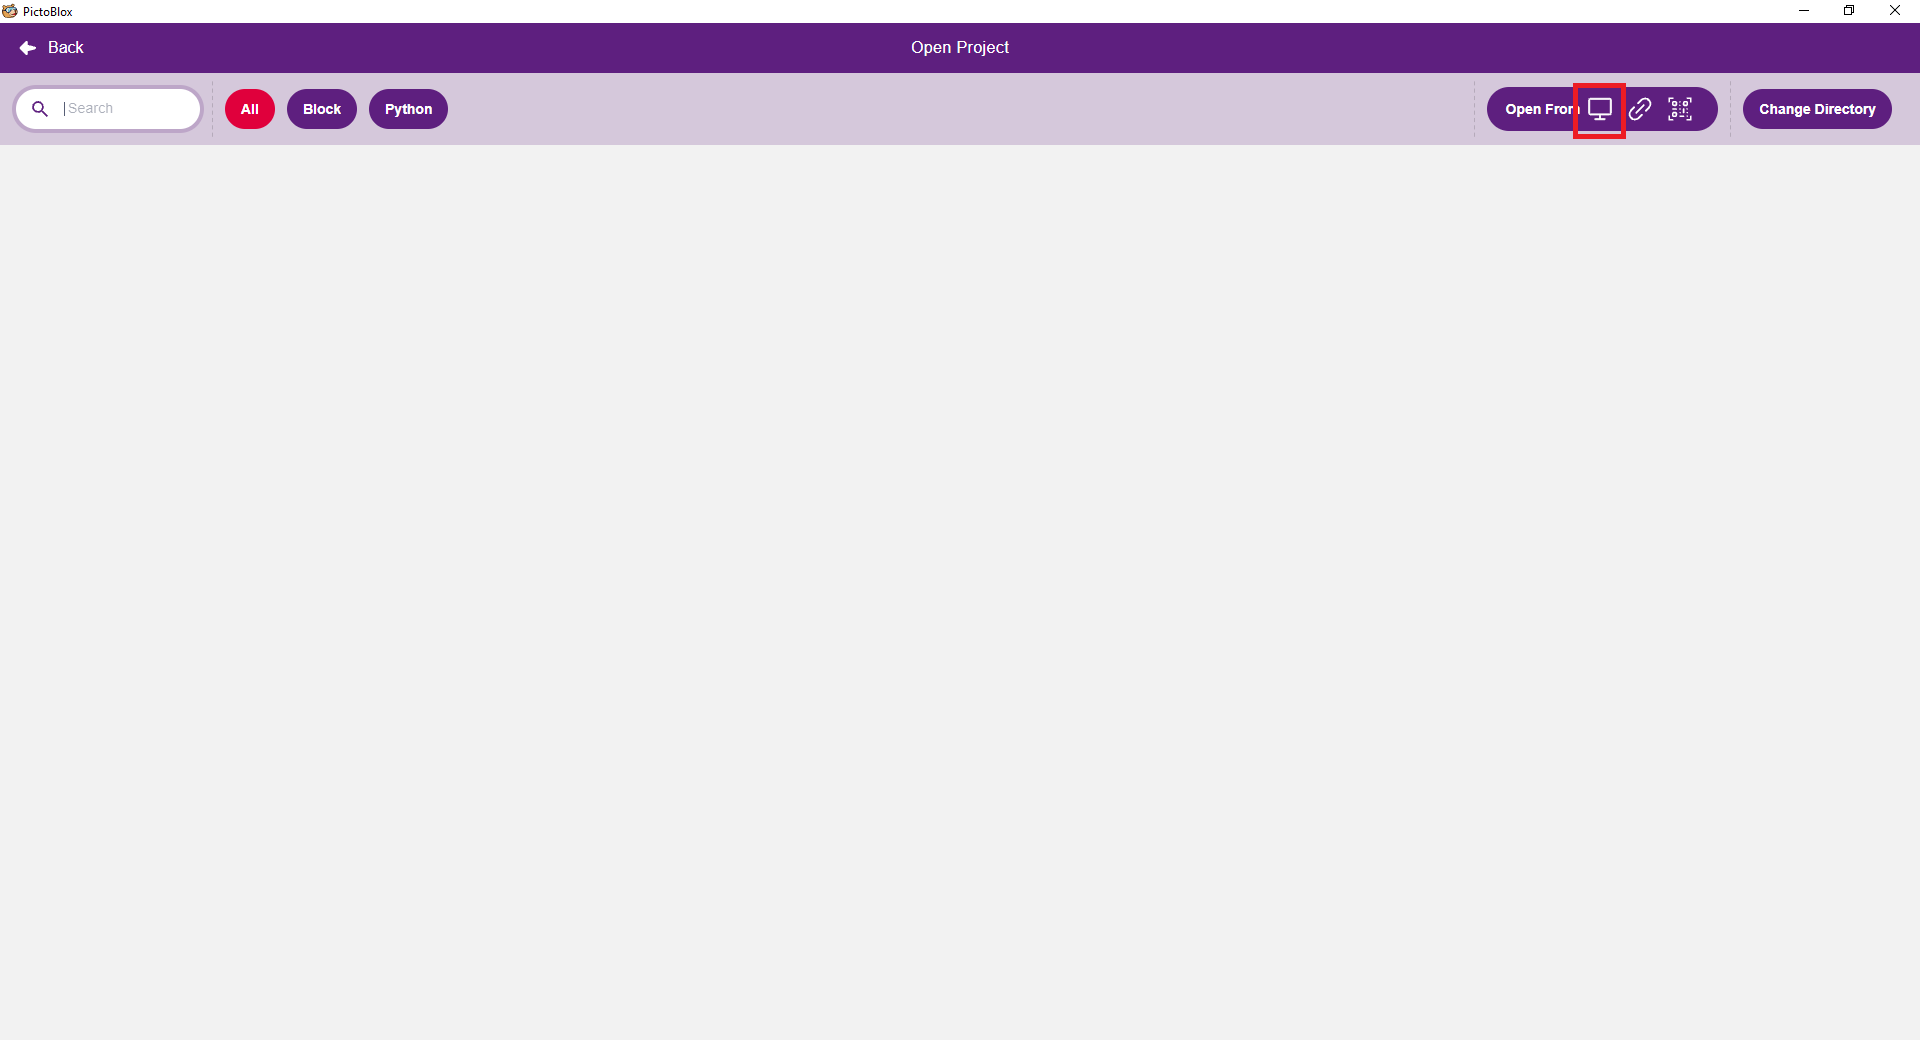 PictoBlox
Back
Open Project
Search
All
Block
Python
Open From
Change Directory